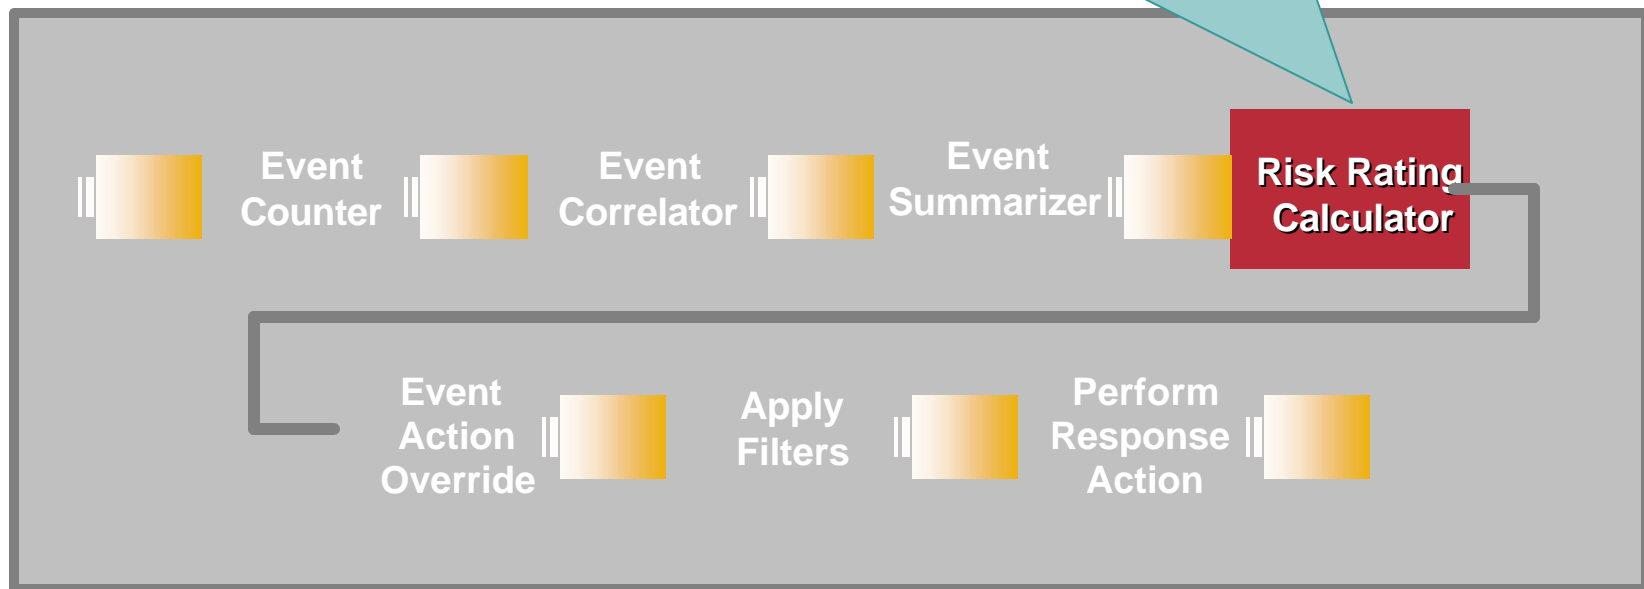 Event
Counter
Event
Correlator
Event
Summarizer
Risk Rating
Calculator
Event
Action
Override
Apply
Filters
Perform
Response
Action